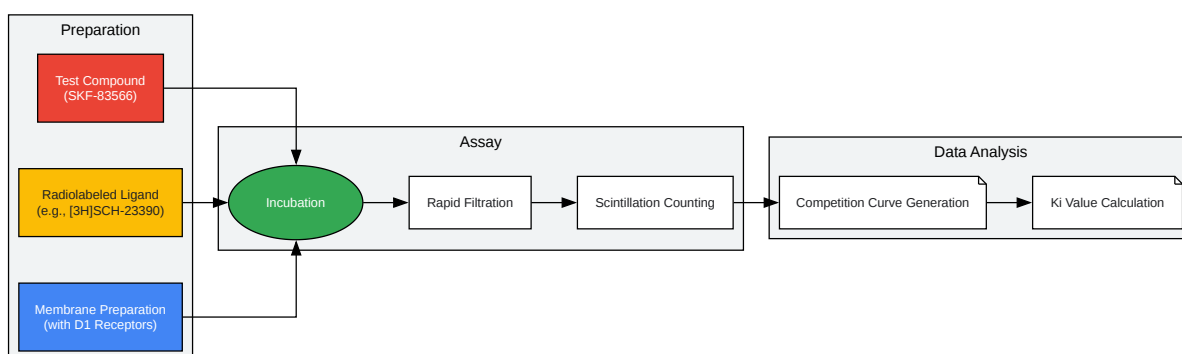 Preparation
Test Compound
(SKF-83566)
Radiolabeled Ligand
(e.g., [3H]SCH-23390)
Membrane Preparation
(with D1 Receptors)
Assay
Incubation
Rapid Filtration
Scintillation Counting
Data Analysis
Competition Curve Generation
Ki Value Calculation